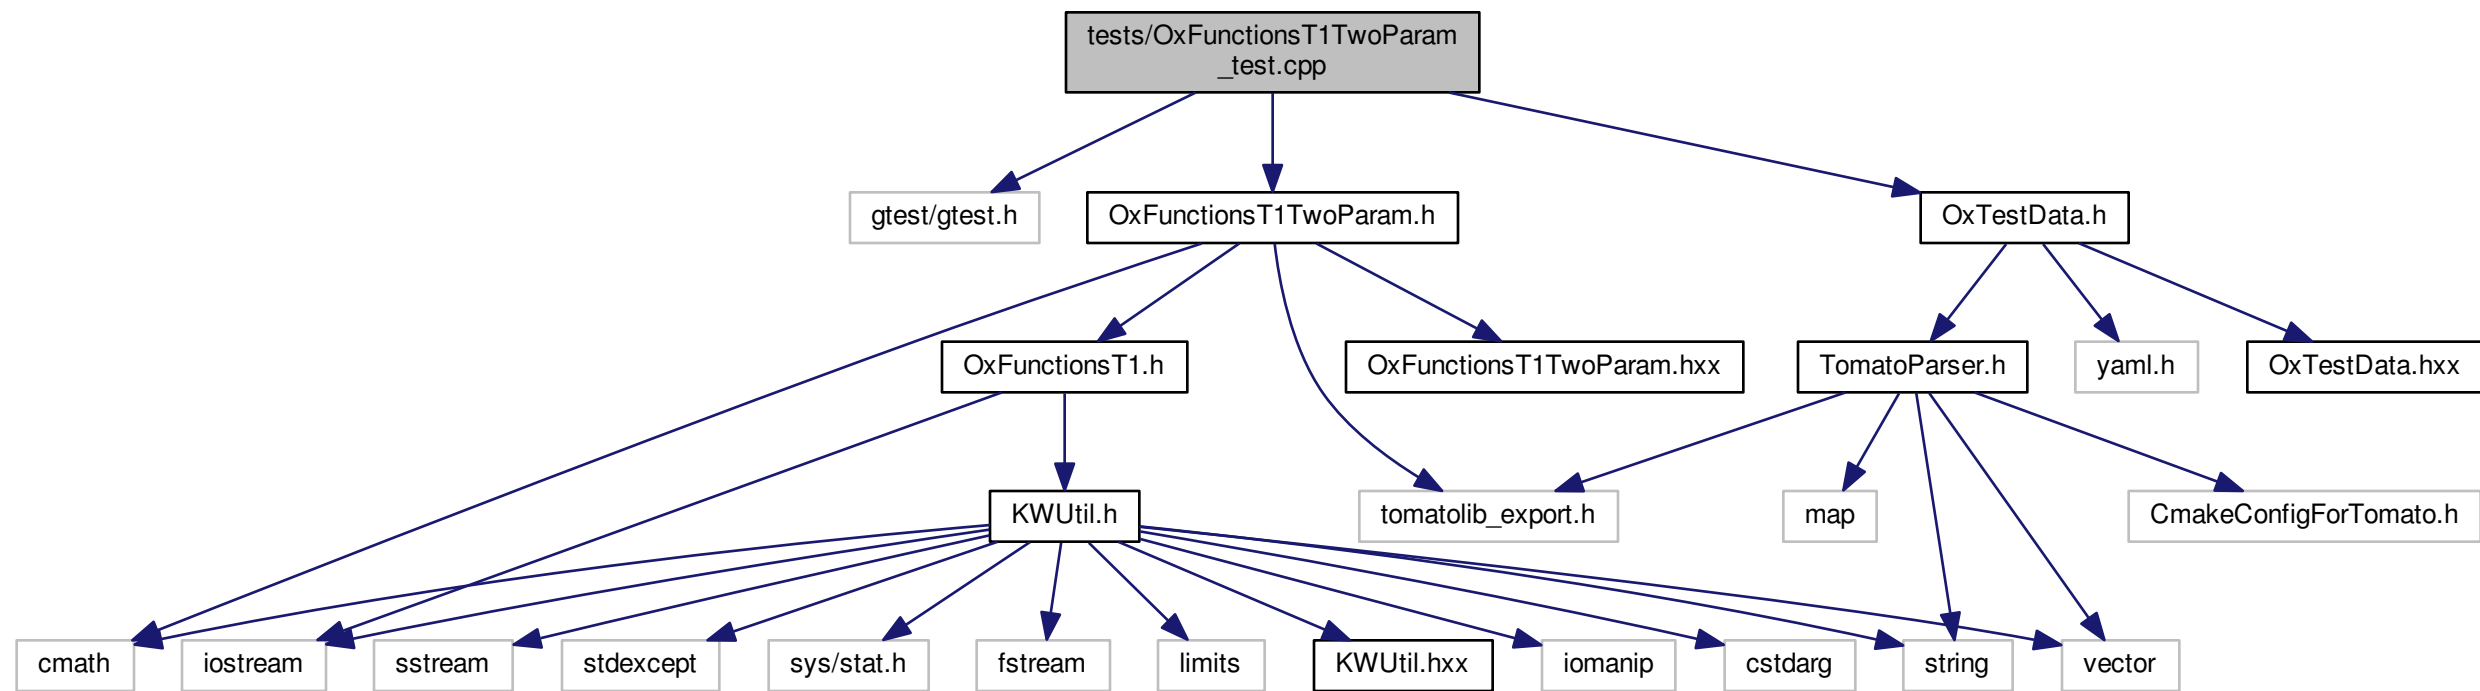 tests/OxFunctionsT1TwoParam
_test.cpp
gtest/gtest.h
OxFunctionsT1TwoParam.h
OxTestData.h
OxFunctionsT1.h
OxFunctionsT1TwoParam.hxx
TomatoParser.h
yaml.h
OxTestData.hxx
KWUtil.h
tomatolib_export.h
map
CmakeConfigForTomato.h
cmath
iostream
sstream
stdexcept
sys/stat.h
fstream
limits
KWUtil.hxx
iomanip
cstdarg
string
vector